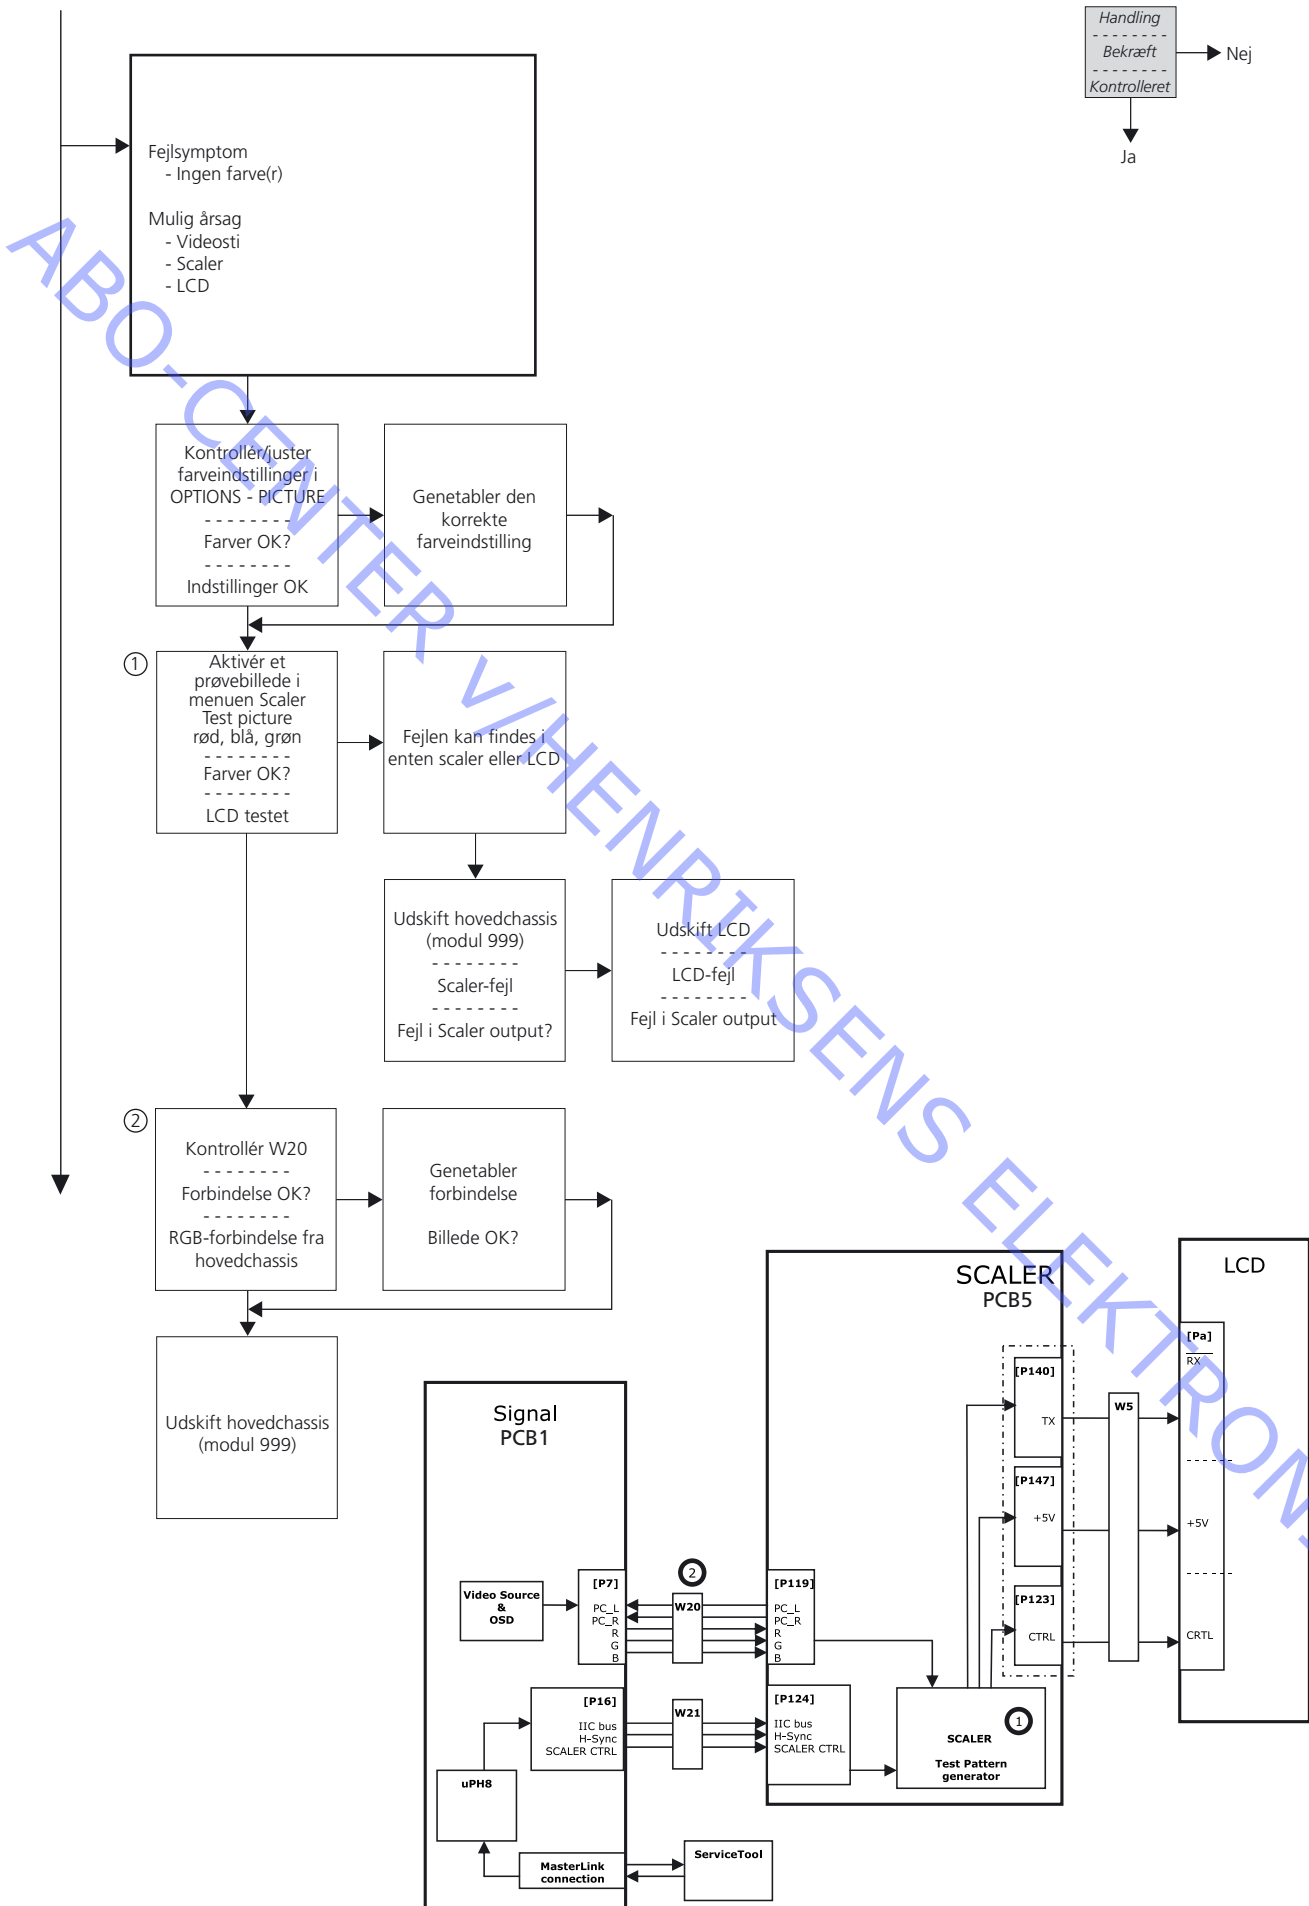 Handling
- - - - - - - -
Bekræft
- - - - - - - -
Kontrolleret
Nej
Ja
Fejlsymptom
- Ingen farve(r)
Mulig årsag
- Videosti
- Scaler
- LCD
Kontrollér/juster
farveindstillinger i
OPTIONS - PICTURE
- - - - - - - -
Farver OK?
- - - - - - - -
Indstillinger OK
Genetabler den
korrekte
farveindstilling
1
Aktivér et
prøvebillede i
menuen Scaler
Test picture
rød, blå, grøn
- - - - - - - -
Farver OK?
- - - - - - - -
LCD testet
Fejlen kan findes i
enten scaler eller LCD
Udskift hovedchassis
(modul 999)
- - - - - - - -
Scaler-fejl
- - - - - - - -
Fejl i Scaler output?
Udskift LCD
- - - - - - - -
LCD-fejl
- - - - - - - -
Fejl i Scaler output
2
Kontrollér W20
- - - - - - - -
Forbindelse OK?
- - - - - - - -
RGB-forbindelse fra
hovedchassis
Genetabler
forbindelse
Billede OK?
Udskift hovedchassis
(modul 999)
Signal
PCB1
Video Source
&
OSD
[P7]
PC_L
PC_R
R
G
B
2
W20
[P16]
IIC bus
H-Sync
SCALER CTRL
W21
uPH8
MasterLink
connection
ServiceTool
SCALER
PCB5
[P119]
PC_L
PC_R
R
G
B
[P124]
IIC bus
H-Sync
SCALER CTRL
[P140]
TX
[P147]
+5V
[P123]
CTRL
1
SCALER
Test Pattern
generator
W5
LCD
[Pa]
RX
+5V
CRTL
ABO-CENTER v/HENRIKSENS ELEKTRON